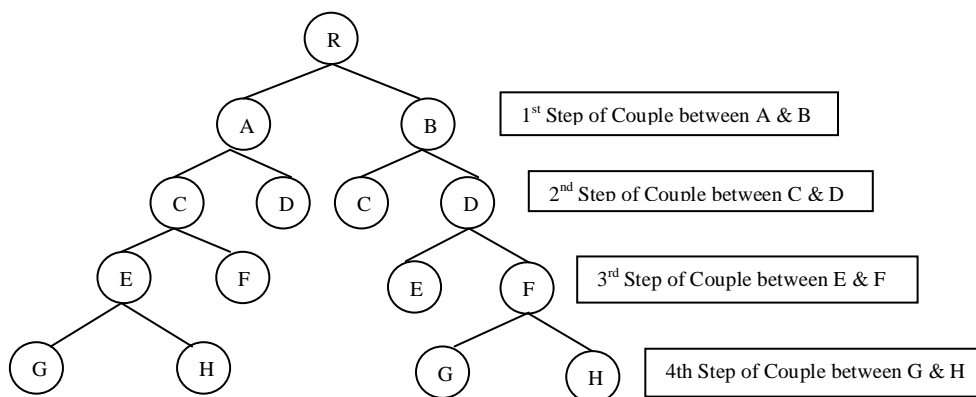 R
A B
1st Step of Couple between A & B
C D C D
2nd Step of Couple between C & D
E F E F
3rd Step of Couple between E & F
G H G H
4th Step of Couple between G & H